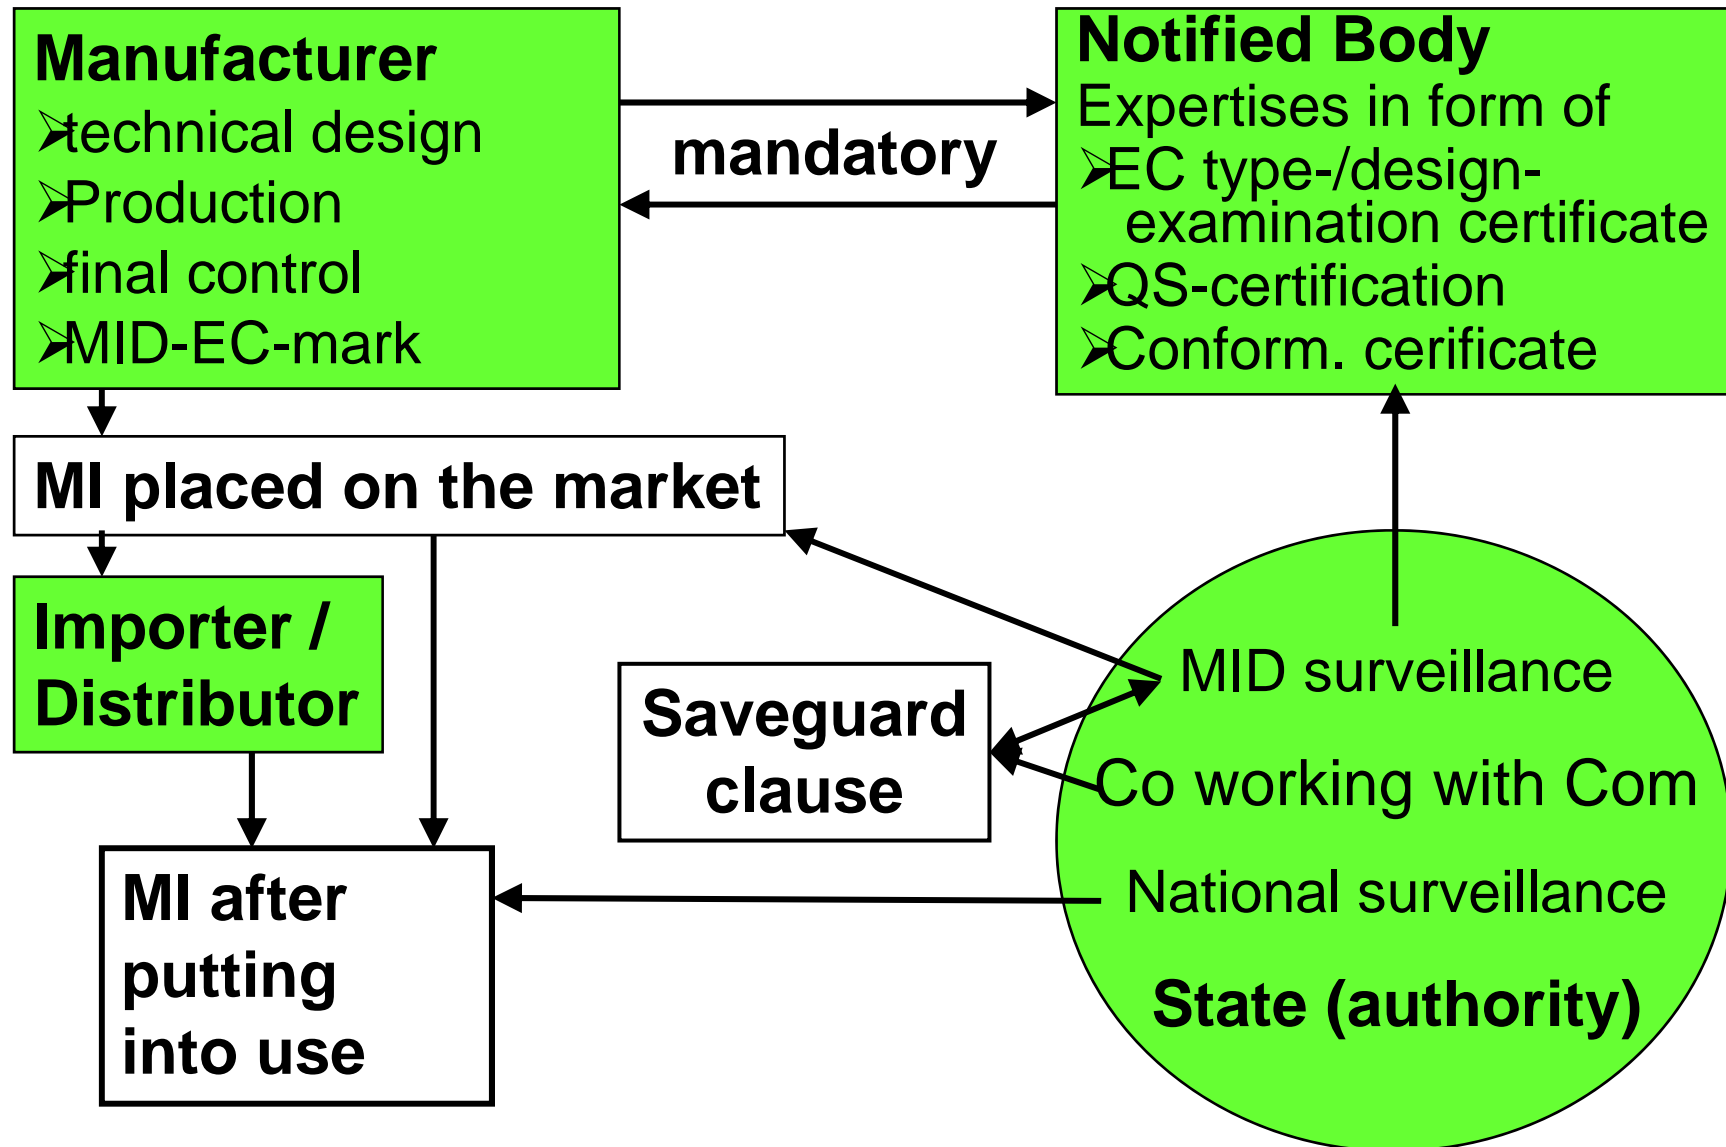 Manufacturer
➢technical design
➢Production
➢final control
➢MID-EC-mark
mandatory
Notified Body
Expertises in form of
➢EC type-/design-
examination certificate
➢QS-certification
➢Conform. cerificate
MI placed on the market
Importer /
Distributor
Saveguard
clause
MI after
putting
into use
MID surveillance
Co working with Com
National surveillance
State (authority)